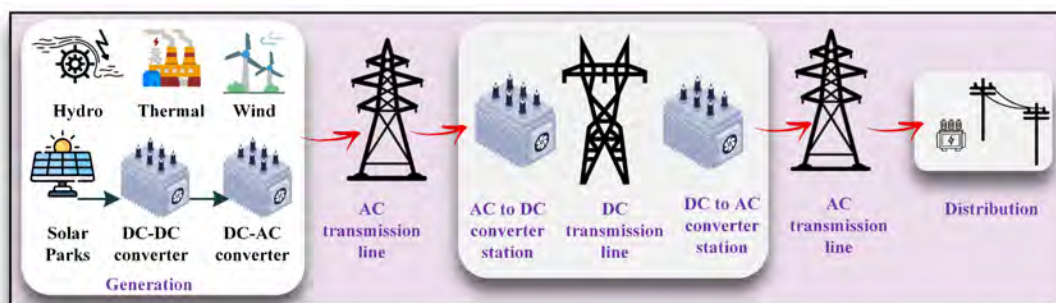 Hydro
Thermal
Wind
Solar
Parks
DC-DC
converter
DC-AC
converter
Generation
AC
transmission
line
AC to DC
converter
station
DC
transmission
line
DC to AC
converter
station
AC
transmission
line
Distribution